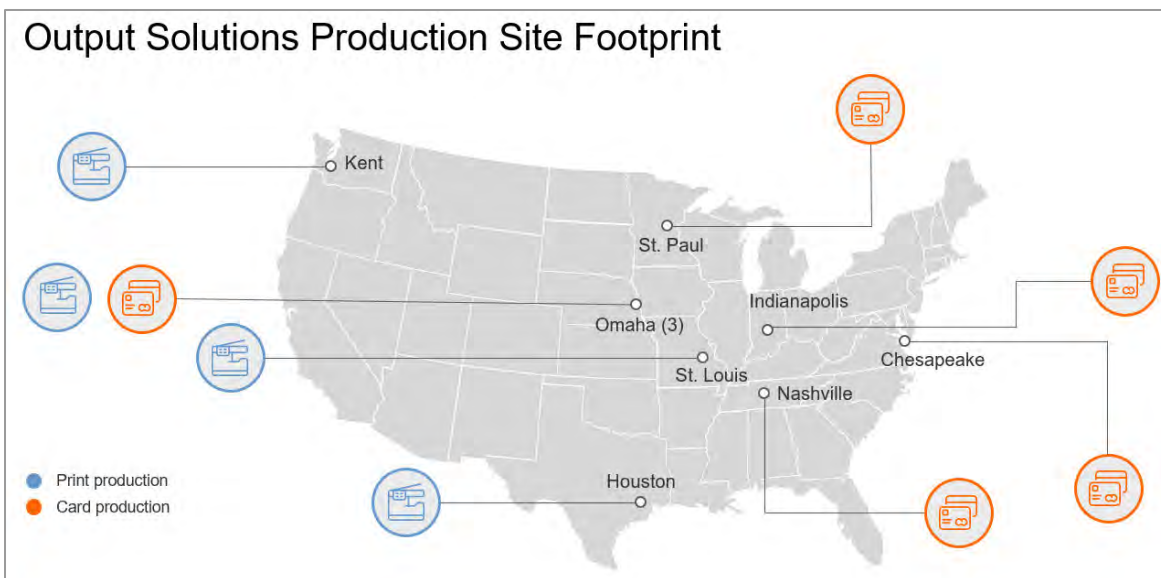 Output Solutions Production Site Footprint
Kent
St. Paul
Indianapolis
Omaha (3)
Chesapeake
St. Louis
Nashville
Houston
Print production
Card production